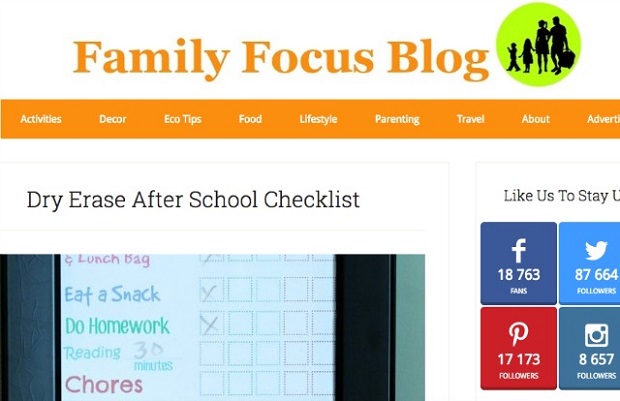 Family Focus Blog
Activities Decor Eco Tips Food Lifestyle Parenting Travel About Adverti
Dry Erase After School Checklist
& Lunch Bag
Eat a Snack
Do Homework
Reading 30
minutes
Chores
Like Us To Stay U
18 763
FANS
87 664
FOLLOWERS
17 173
FOLLOWERS
8 657
FOLLOWERS